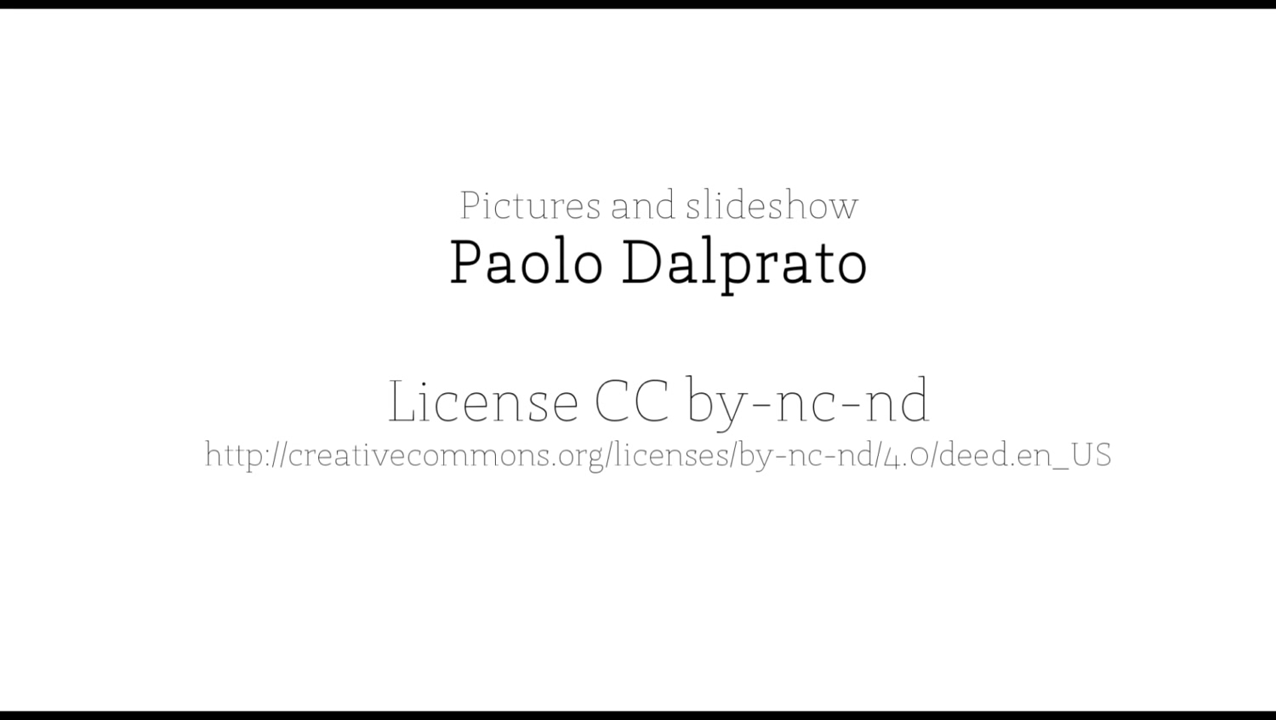 Pictures and slideshow
Paolo Dalprato
License CC by-nc-nd
http://creativecommons.org/licenses/by-nc-nd/4.0/deed.en_US